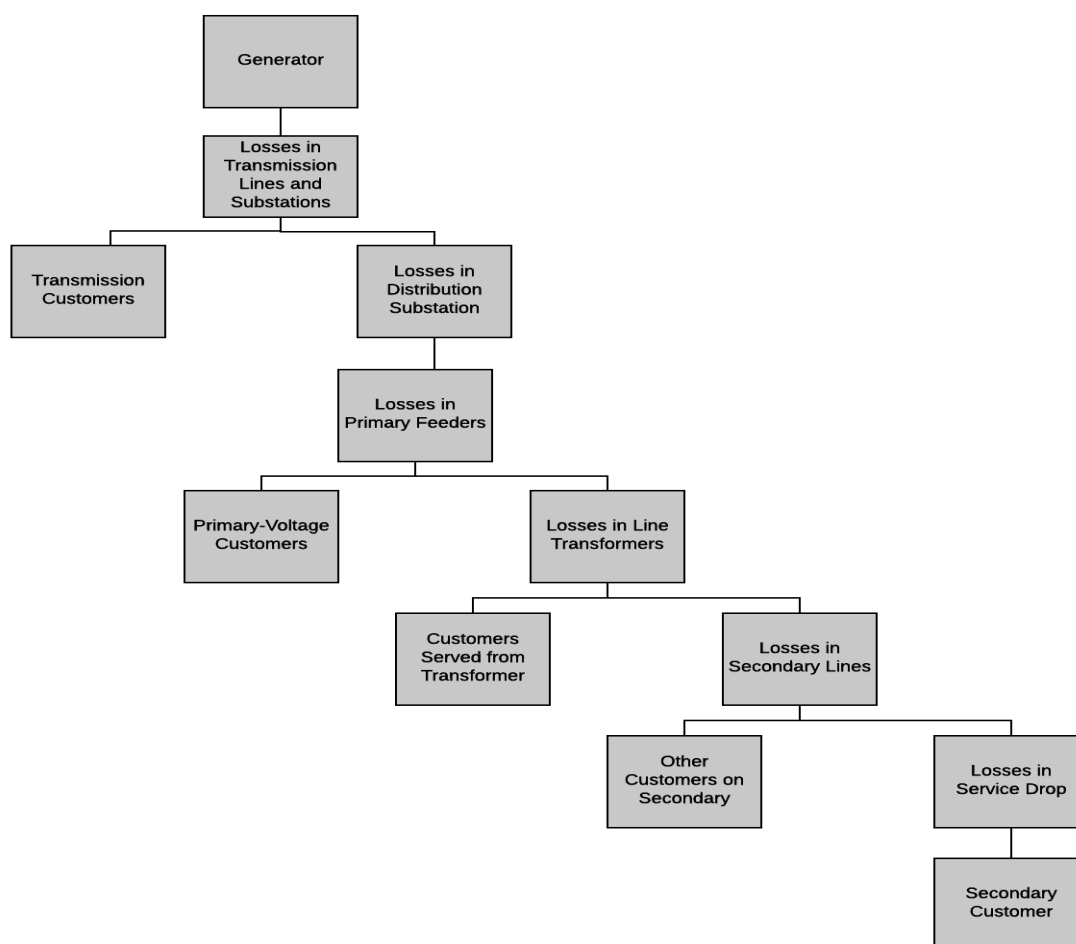 Generator
Losses in
Transmission
Lines and
Substations
Transmission
Customers
Losses in
Distribution
Substation
Losses in
Primary Feeders
Primary-Voltage
Customers
Losses in Line
Transformers
Customers
Served from
Transformer
Losses in
Secondary Lines
Other
Customers on
Secondary
Losses in
Service Drop
Secondary
Customer